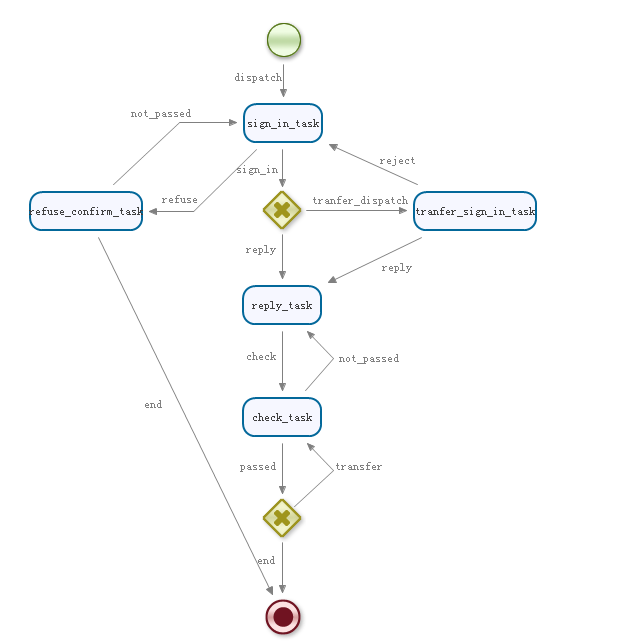 dispatch
not_passed
sign_in_task
reject
sign_in
refuse
tranfer_dispatch
refuse_confirm_task
tranfer_sign_in_task
reply
reply
reply_task
check
not_passed
end
check_task
passed
transfer
end